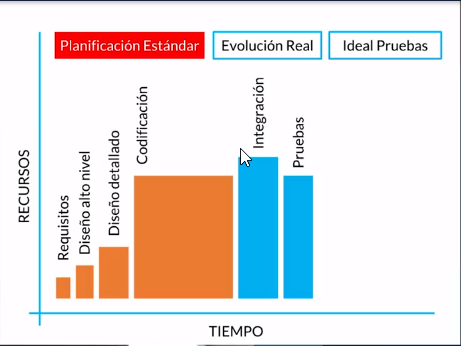 Planificación Estándar
Evolución Real
Ideal Pruebas
RECURSOS
Requisitos
Diseño alto nivel
Diseño detallado
Codificación
Integración
Pruebas
TIEMPO